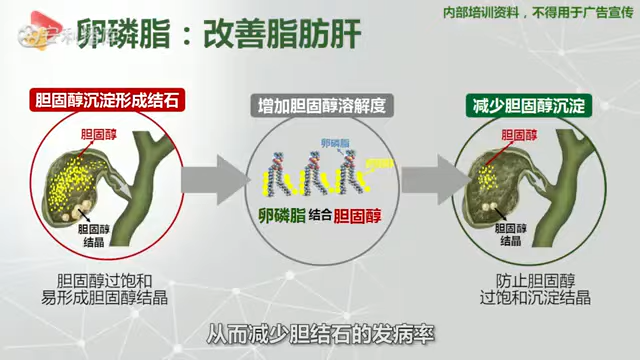 内部培训资料，不得用于广告宣传
卵磷脂：改善脂肪肝
胆固醇沉淀形成结石
增加胆固醇溶解度
减少胆固醇沉淀
胆固醇
卵磷脂
胆固醇
胆固醇
结晶
卵磷脂 结合 胆固醇
胆固醇
结晶
胆固醇过饱和
易形成胆固醇结晶
防止胆固醇
过饱和沉淀结晶
从而减少胆结石的发病率